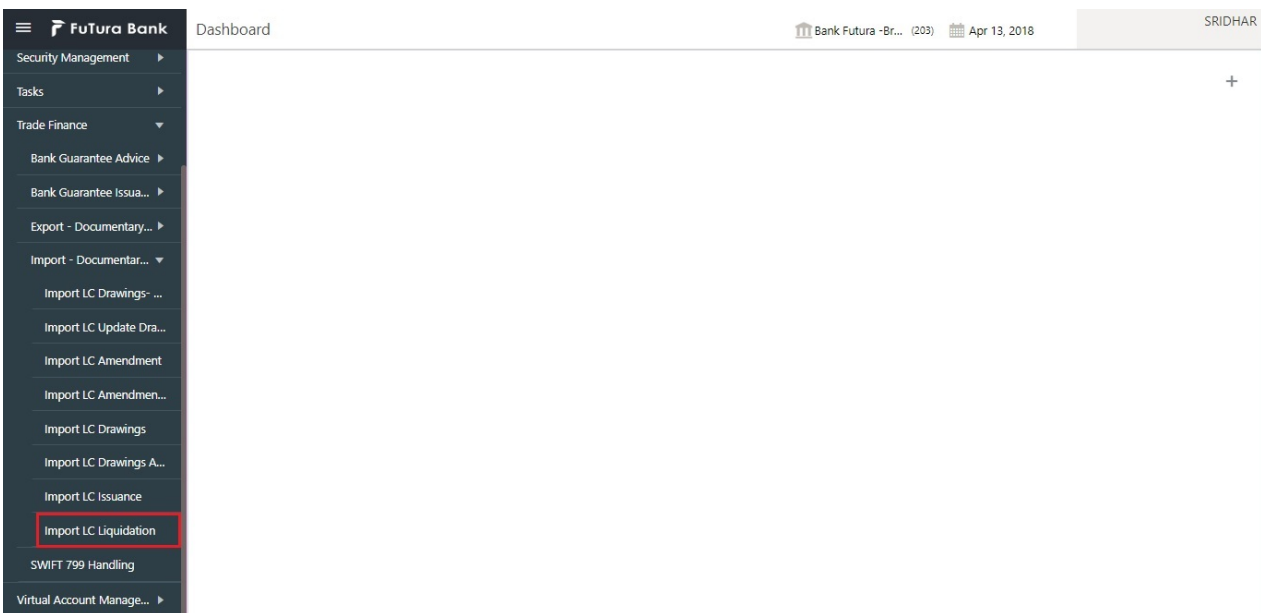 FuTura Bank
Dashboard
Bank Futura -Br... (203)
Apr 13, 2018
SRIDHAR
Security Management
Tasks
+
Trade Finance
Bank Guarantee Advice
Bank Guarantee Issua...
Export - Documentary...
Import - Documentar...
Import LC Drawings- ...
Import LC Update Dra...
Import LC Amendment
Import LC Amendmen...
Import LC Drawings
Import LC Drawings A...
Import LC Issuance
Import LC Liquidation
SWIFT 799 Handling
Virtual Account Manage...